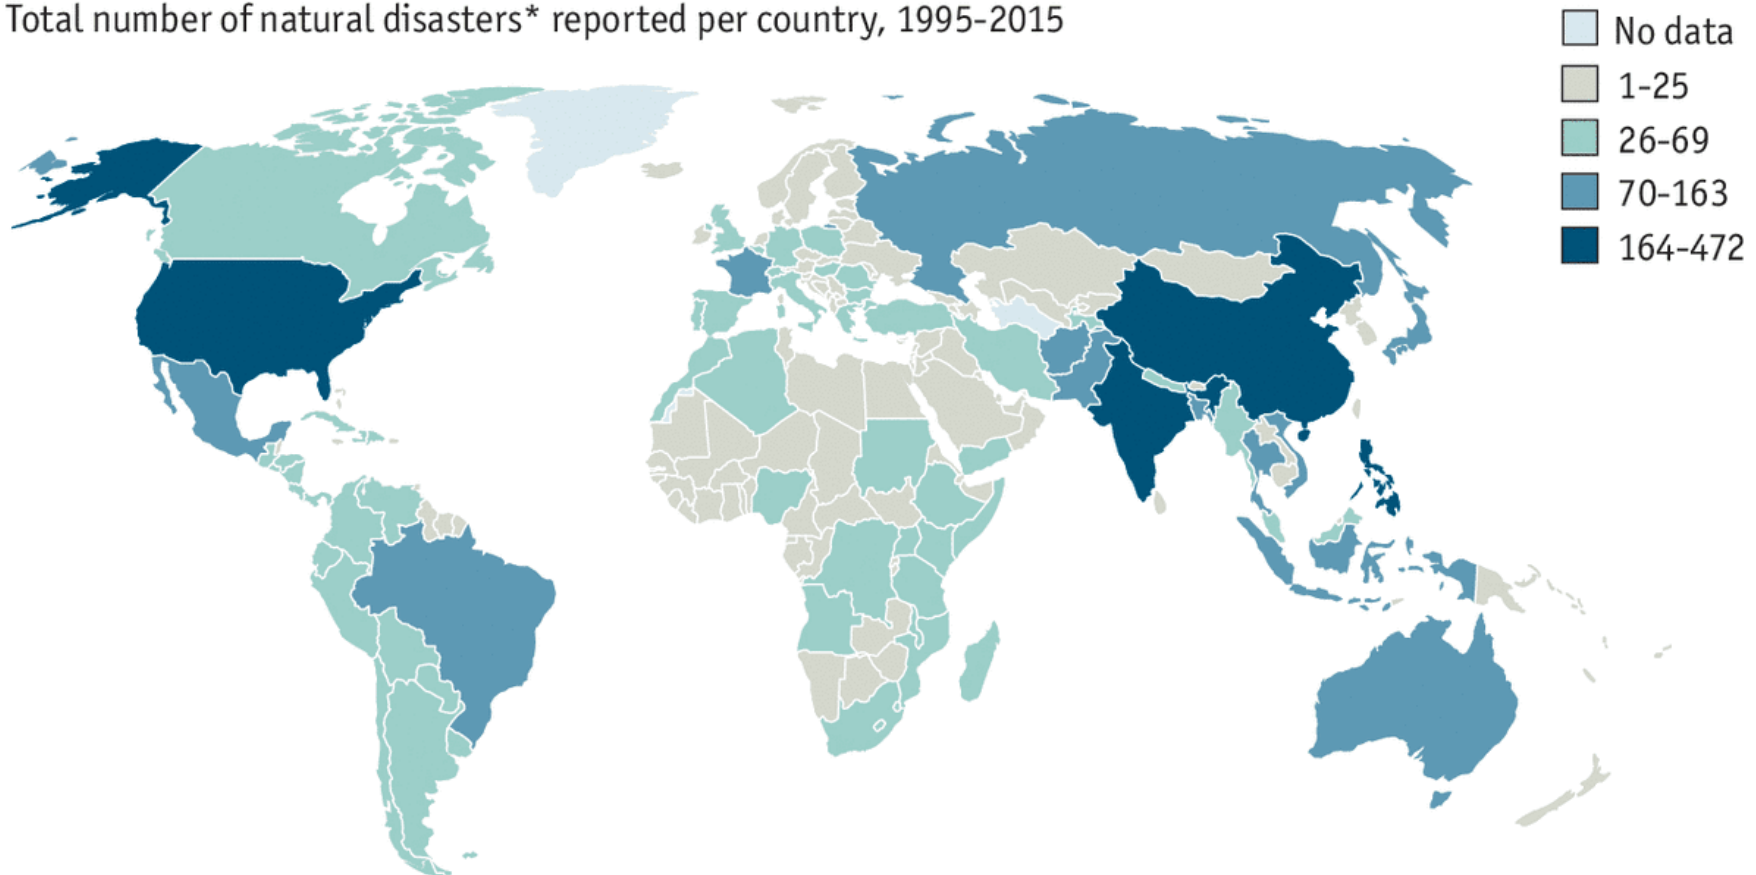 Total number of natural disasters* reported per country, 1995-2015
No data
1-25
26-69
70-163
164-472